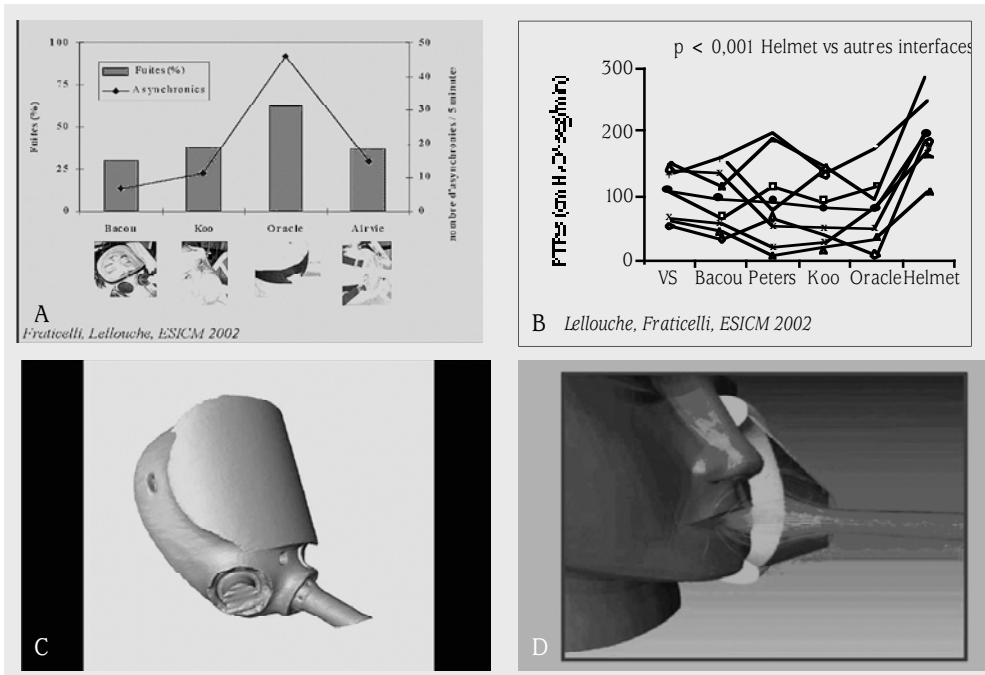 100
75
50
25
0
50
40
30
20
10
0
Fuites (%)
Fuites (%)
Asynchronies
nombre d'asynchronies / 5 minutes
Bacou Koo Oracle Airvie
A
Fraticelli, Lellouche, ESICM 2002
p < 0,001 Helmet vs autres interfaces
300
200
100
0
VS Bacou Peters Koo Oracle Helmet
B Lellouche, Fraticelli, ESICM 2002
C
D